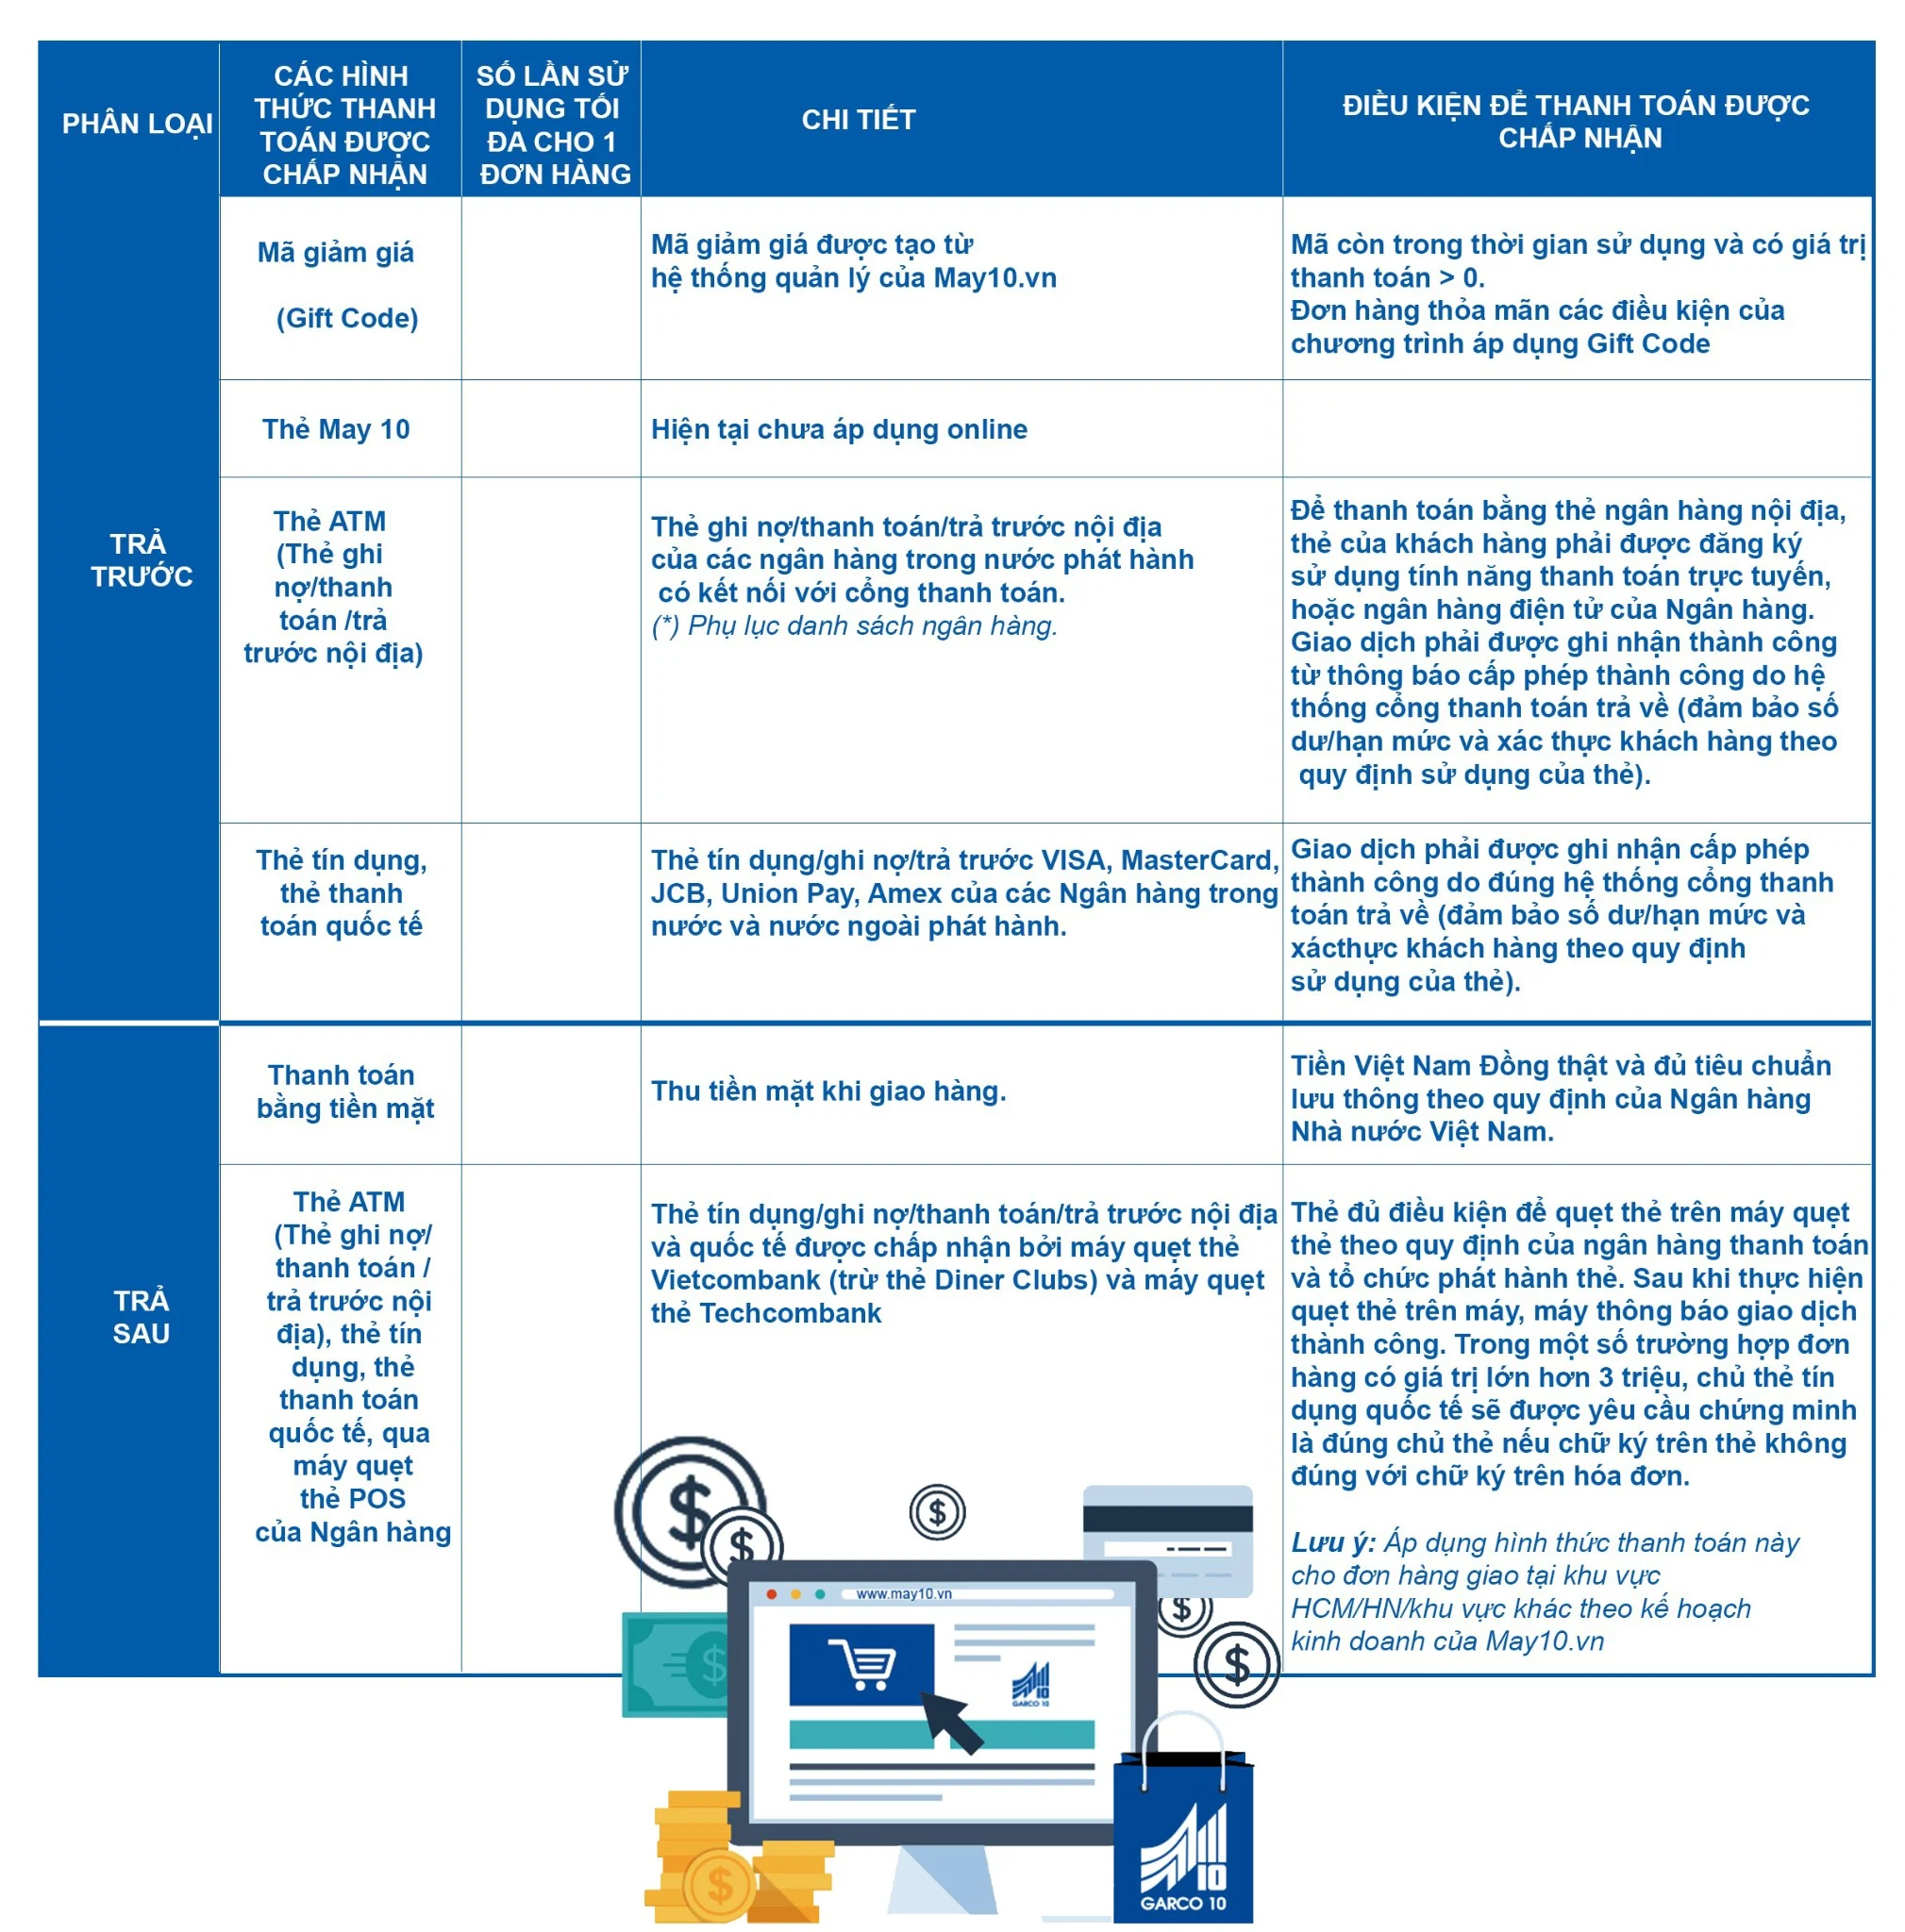 PHÂN LOẠI
CÁC HÌNH
THỨC THANH
TOÁN ĐƯỢC
CHẤP NHẬN
SỐ LẦN SỬ
DỤNG TỐI
ĐA CHO 1
ĐƠN HÀNG
CHI TIẾT
ĐIỀU KIỆN ĐỂ THANH TOÁN ĐƯỢC
CHẤP NHẬN
TRẢ
TRƯỚC
Mã giảm giá
(Gift Code)
Mã giảm giá được tạo từ
hệ thống quản lý của May10.vn
Mã còn trong thời gian sử dụng và có giá trị
thanh toán > 0.
Đơn hàng thỏa mãn các điều kiện của
chương trình áp dụng Gift Code
Thẻ May 10
Hiện tại chưa áp dụng online
Thẻ ATM
(Thẻ ghi
nợ/thanh
toán /trả
trước nội địa)
Thẻ ghi nợ/thanh toán/trả trước nội địa
của các ngân hàng trong nước phát hành
có kết nối với cổng thanh toán.
(*) Phụ lục danh sách ngân hàng.
Để thanh toán bằng thẻ ngân hàng nội địa,
thẻ của khách hàng phải được đăng ký
sử dụng tính năng thanh toán trực tuyến,
hoặc ngân hàng điện tử của Ngân hàng.
Giao dịch phải được ghi nhận thành công
từ thông báo cấp phép thành công do hệ
thống cổng thanh toán trả về (đảm bảo số
dư/hạn mức và xác thực khách hàng theo
quy định sử dụng của thẻ).
Thẻ tín dụng,
thẻ thanh
toán quốc tế
Thẻ tín dụng/ghi nợ/trả trước VISA, MasterCard,
JCB, Union Pay, Amex của các Ngân hàng trong
nước và nước ngoài phát hành.
Giao dịch phải được ghi nhận cấp phép
thành công do đúng hệ thống cổng thanh
toán trả về (đảm bảo số dư/hạn mức và
xácthực khách hàng theo quy định
sử dụng của thẻ).
TRẢ
SAU
Thanh toán
bằng tiền mặt
Thu tiền mặt khi giao hàng.
Tiền Việt Nam Đồng thật và đủ tiêu chuẩn
lưu thông theo quy định của Ngân hàng
Nhà nước Việt Nam.
Thẻ ATM
(Thẻ ghi nợ/
thanh toán /
trả trước nội
địa), thẻ tín
dụng, thẻ
thanh toán
quốc tế, qua
máy quẹt
thẻ POS
của Ngân hàng
Thẻ tín dụng/ghi nợ/thanh toán/trả trước nội địa
và quốc tế được chấp nhận bởi máy quẹt thẻ
Vietcombank (trừ thẻ Diner Clubs) và máy quẹt
thẻ Techcombank
Thẻ đủ điều kiện để quẹt thẻ trên máy quẹt
thẻ theo quy định của ngân hàng thanh toán
và tổ chức phát hành thẻ. Sau khi thực hiện
quẹt thẻ trên máy, máy thông báo giao dịch
thành công. Trong một số trường hợp đơn
hàng có giá trị lớn hơn 3 triệu, chủ thẻ tín
dụng quốc tế sẽ được yêu cầu chứng minh
là đúng chủ thẻ nếu chữ ký trên thẻ không
đúng với chữ ký trên hóa đơn.
Lưu ý: Áp dụng hình thức thanh toán này
cho đơn hàng giao tại khu vực
HCM/HN/khu vực khác theo kế hoạch
kinh doanh của May10.vn
www.may10.vn
10
GARCO 10
10
GARCO 10